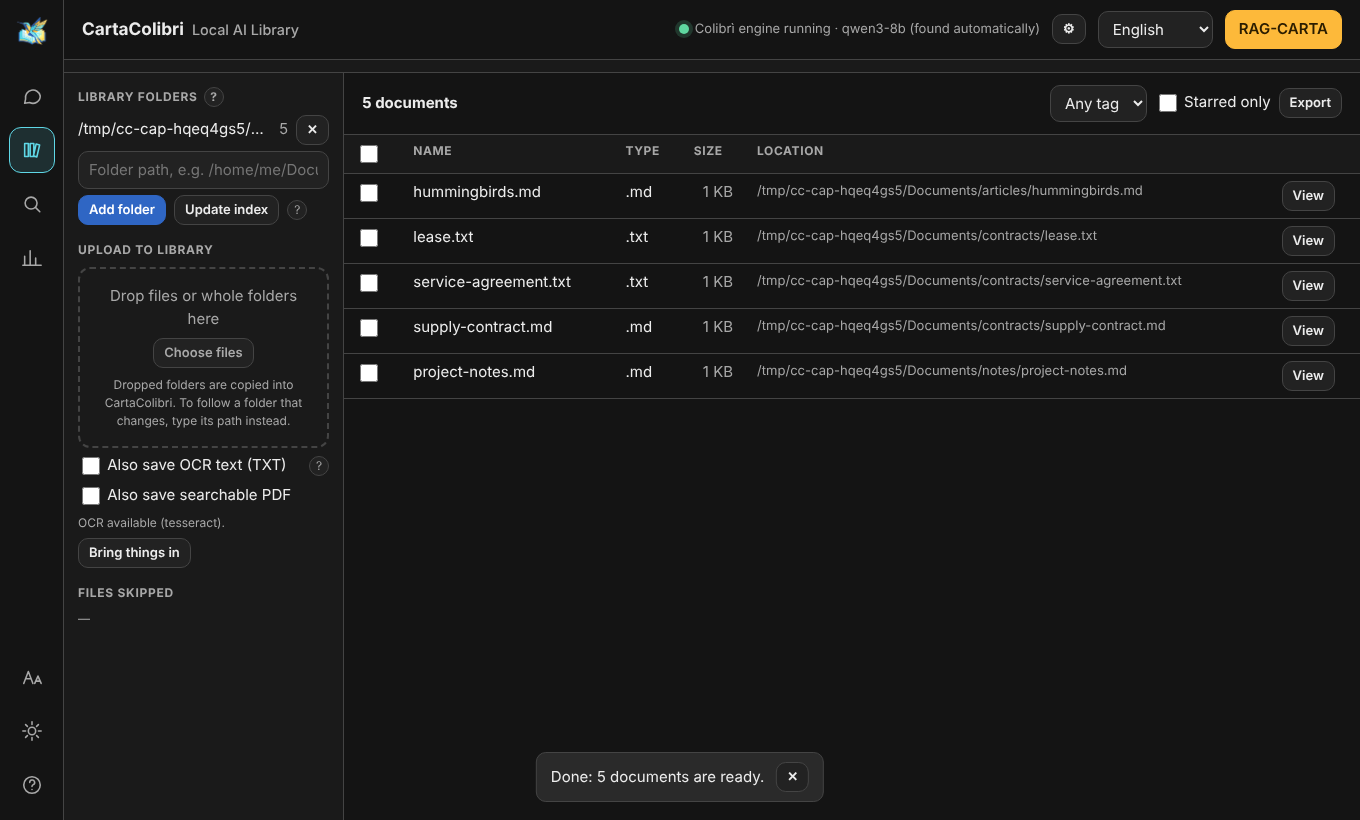 CartaColibrì Local AI Library
Colibrì engine running · qwen3-8b (found automatically)
English
RAG-CARTA
LIBRARY FOLDERS ?
/tmp/cc-cap-hqeq4gs5/... 5 ✕
Folder path, e.g. /home/me/Docu
Add folder Update index ?
UPLOAD TO LIBRARY
Drop files or whole folders
here
Choose files
Dropped folders are copied into
CartaColibri. To follow a folder that
changes, type its path instead.
Also save OCR text (TXT) ?
Also save searchable PDF
OCR available (tesseract).
Bring things in
FILES SKIPPED
—
5 documents Any tag Starred only Export
NAME TYPE SIZE LOCATION
hummingbirds.md .md 1 KB /tmp/cc-cap-hqeq4gs5/Documents/articles/hummingbirds.md View
lease.txt .txt 1 KB /tmp/cc-cap-hqeq4gs5/Documents/contracts/lease.txt View
service-agreement.txt .txt 1 KB /tmp/cc-cap-hqeq4gs5/Documents/contracts/service-agreement.txt View
supply-contract.md .md 1 KB /tmp/cc-cap-hqeq4gs5/Documents/contracts/supply-contract.md View
project-notes.md .md 1 KB /tmp/cc-cap-hqeq4gs5/Documents/notes/project-notes.md View
Done: 5 documents are ready. ✕
AA
?